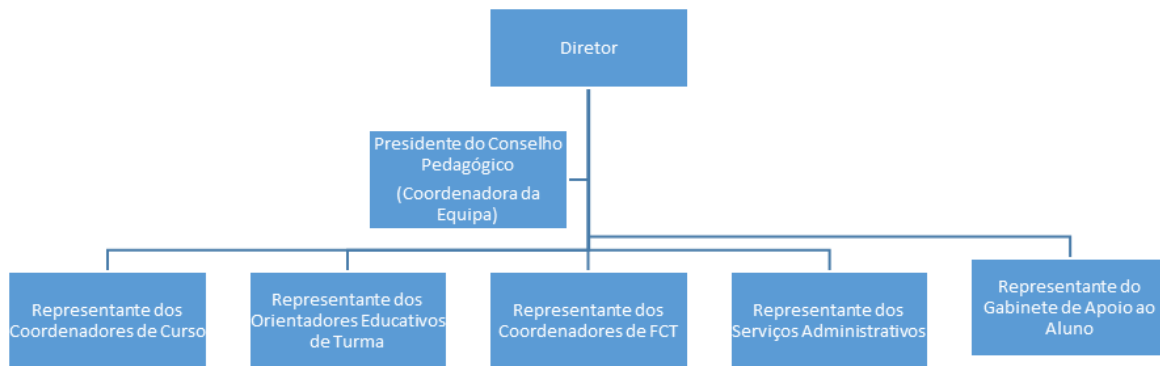 Diretor
Presidente do Conselho
Pedagógico
(Coordenadora da
Equipa)
Representante dos
Coordenadores de Curso
Representante dos
Orientadores Educativos
de Turma
Representante dos
Coordenadores de FCT
Representante dos
Serviços Administrativos
Representante do
Gabinete de Apoio ao
Aluno